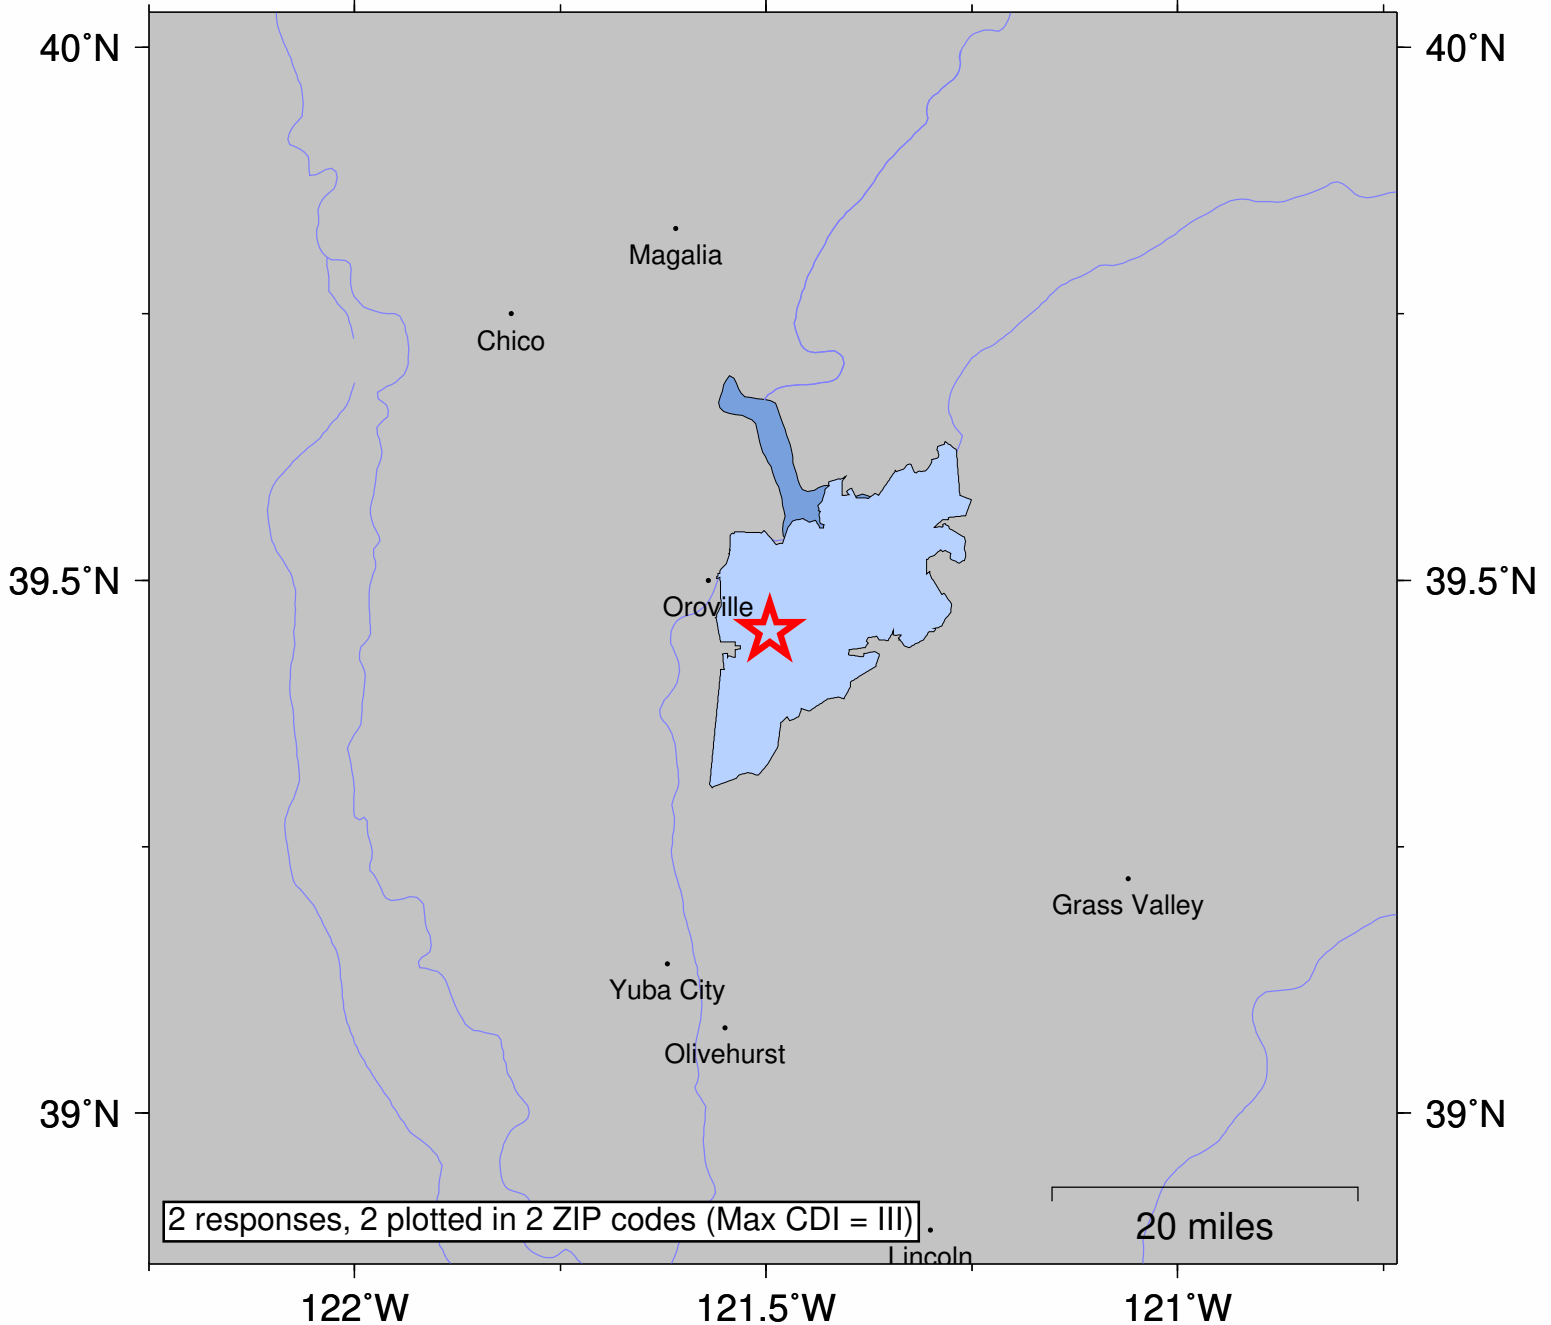 40˚N
40˚N
Magalia
Chico
39.5˚N
39.5˚N
Oroville
Grass Valley
Yuba City
Olivehurst
39˚N
39˚N
2 responses, 2 plotted in 2 ZIP codes (Max CDI = III)
20 miles
Lincoln
122˚W
121.5˚W
121˚W